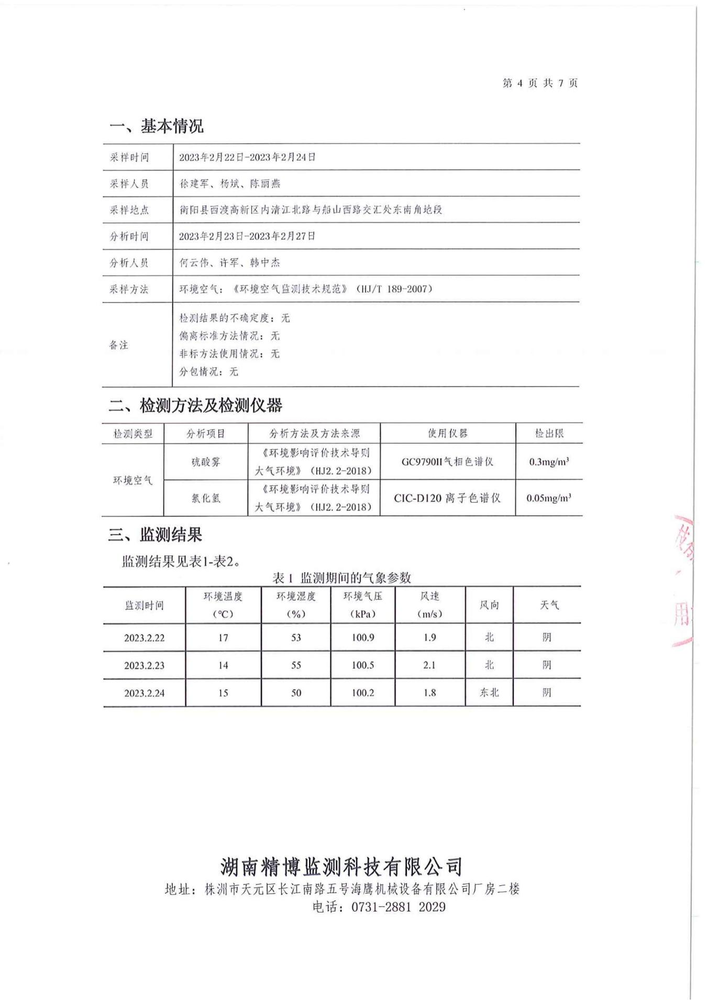 第 4 页 共 7 页
一、基本情况
采样时间 2023年2月22日-2023年2月24日
采样人员 徐建军、杨斌、陈丽燕
采样地点 衡阳县西渡高新区内清江北路与船山西路交汇处东南角地段
分析时间 2023年2月23日-2023年2月27日
分析人员 何云伟、许军、韩中杰
采样方法 环境空气:《环境空气监测技术规范》(HJ/T 189-2007)
备注
检测结果的不确定度:无
偏离标准方法情况:无
非标方法使用情况:无
分包情况:无
二、检测方法及检测仪器
检测类型 分析项目 分析方法及方法来源 使用仪器 检出限
环境空气
硫酸雾 《环境影响评价技术导则
大气环境》(HJ2.2-2018) GC9790II气相色谱仪 0.3mg/m³
氯化氢 《环境影响评价技术导则
大气环境》(HJ2.2-2018) CIC-D120 离子色谱仪 0.05mg/m³
三、监测结果
监测结果见表1-表2。
表 1 监测期间的气象参数
监测时间 环境温度 环境湿度 环境气压 风速 风向 天气
(℃) (%) (kPa) (m/s)
2023.2.22 17 53 100.9 1.9 北 阴
2023.2.23 14 55 100.5 2.1 北 阴
2023.2.24 15 50 100.2 1.8 东北 阴
用
湖南精博监测科技有限公司
地址:株洲市天元区长江南路五号海鹰机械设备有限公司厂房二楼
电话:0731-2881 2029